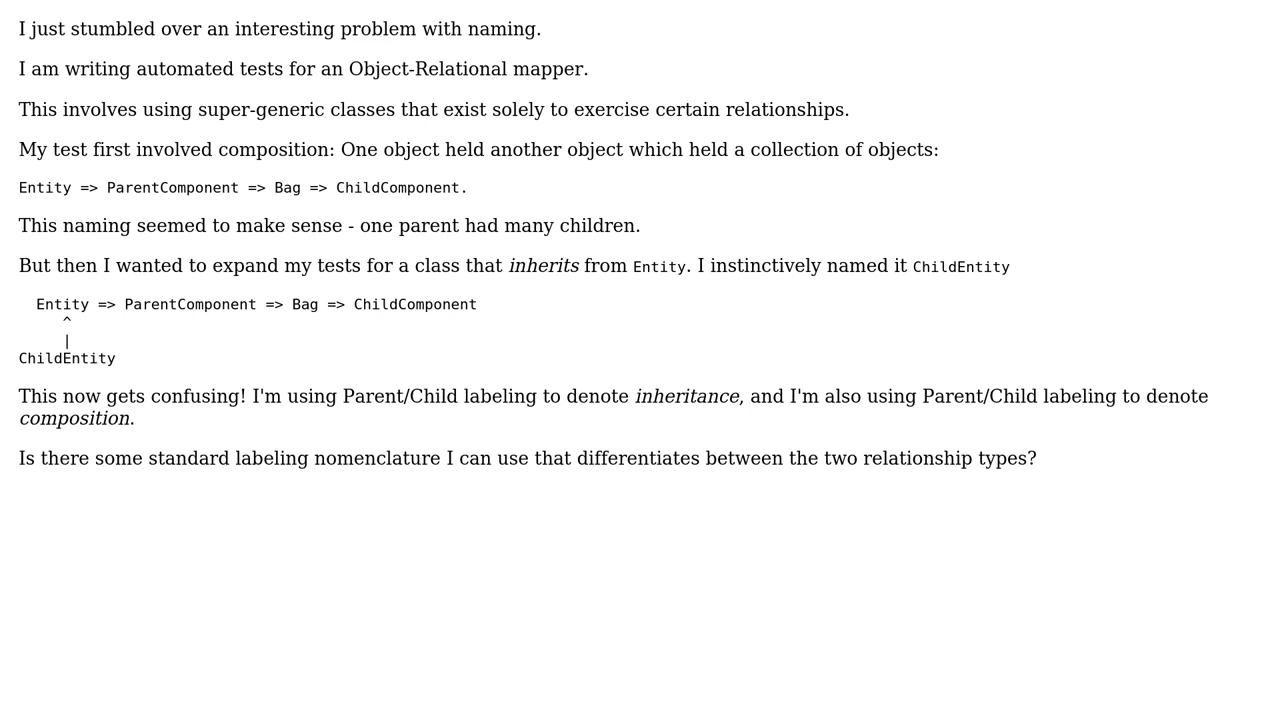 I just stumbled over an interesting problem with naming.
I am writing automated tests for an Object-Relational mapper.
This involves using super-generic classes that exist solely to exercise certain relationships.
My test first involved composition: One object held another object which held a collection of objects:
Entity => ParentComponent => Bag => ChildComponent.
This naming seemed to make sense - one parent had many children.
But then I wanted to expand my tests for a class that inherits from Entity. I instinctively named it ChildEntity
  Entity => ParentComponent => Bag => ChildComponent
     ^
     |
ChildEntity
This now gets confusing! I'm using Parent/Child labeling to denote inheritance, and I'm also using Parent/Child labeling to denote
composition.
Is there some standard labeling nomenclature I can use that differentiates between the two relationship types?